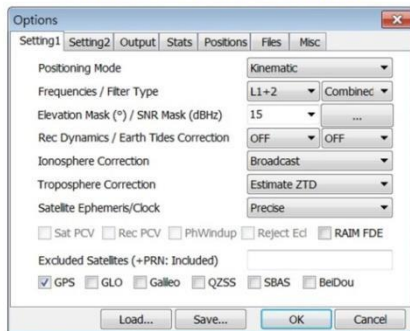 Options
Setting1 Setting2 Output Stats Positions Files Misc
Positioning Mode Kinematic
Frequencies / Filter Type L1+2 Combined
Elevation Mask (°) / SNR Mask (dBHz) 15 ...
Rec Dynamics / Earth Tides Correction OFF OFF
Ionosphere Correction Broadcast
Troposphere Correction Estimate ZTD
Satellite Ephemeris/Clock Precise
Sat PCV Rec PCV PhWindup Reject Ecl RAIM FDE
Excluded Satellites (+PRN: Included)
GPS GLO Galileo QZSS SBAS BeiDou
Load... Save... OK Cancel